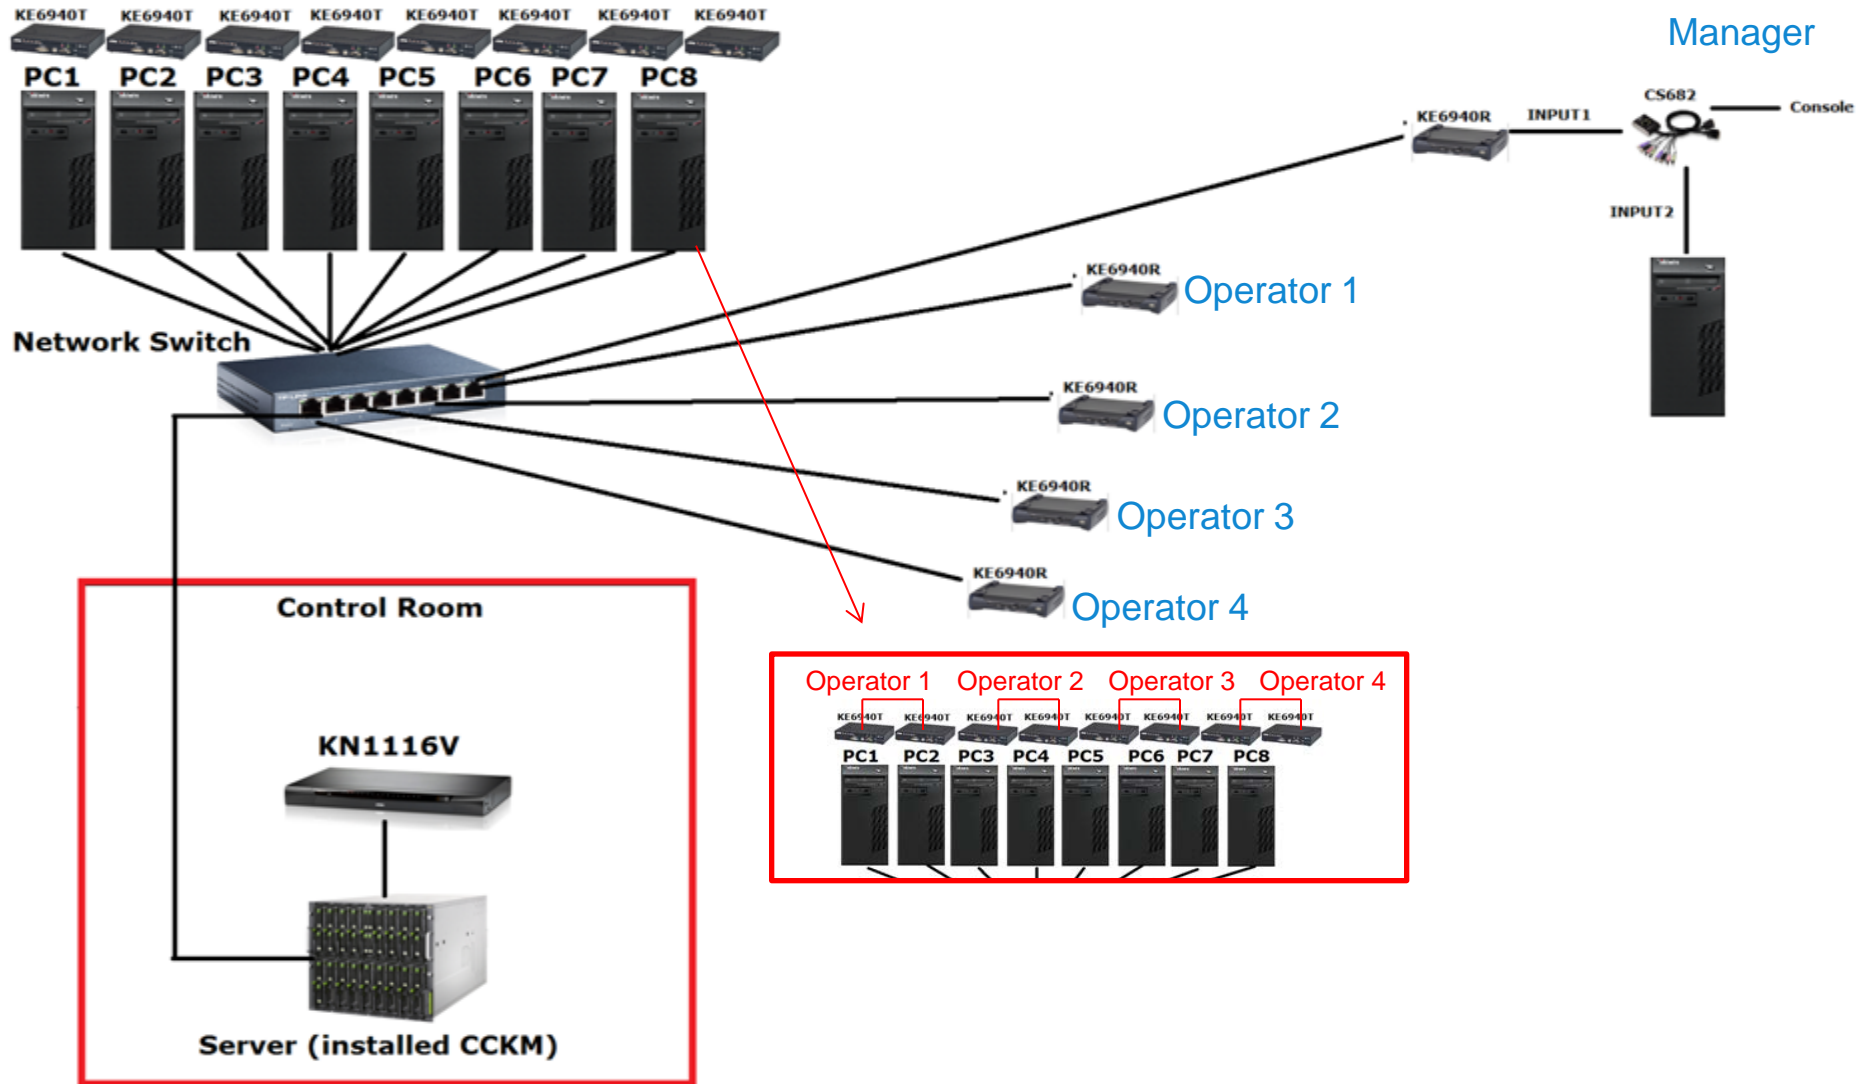 KE6940T KE6940T KE6940T KE6940T KE6940T KE6940T KE6940T KE6940T
PC1 PC2 PC3 PC4 PC5 PC6 PC7 PC8
Manager
CS682
Console
KE6940R
INPUT1
INPUT2
KE6940R
Operator 1
Network Switch
KE6940R
Operator 2
KE6940R
Operator 3
KE6940R
Operator 4
Control Room
KN1116V
Server (installed CCKM)
Operator 1 Operator 2 Operator 3 Operator 4
KE6940T KE6940T KE6940T KE6940T KE6940T KE6940T KE6940T KE6940T
PC1 PC2 PC3 PC4 PC5 PC6 PC7 PC8